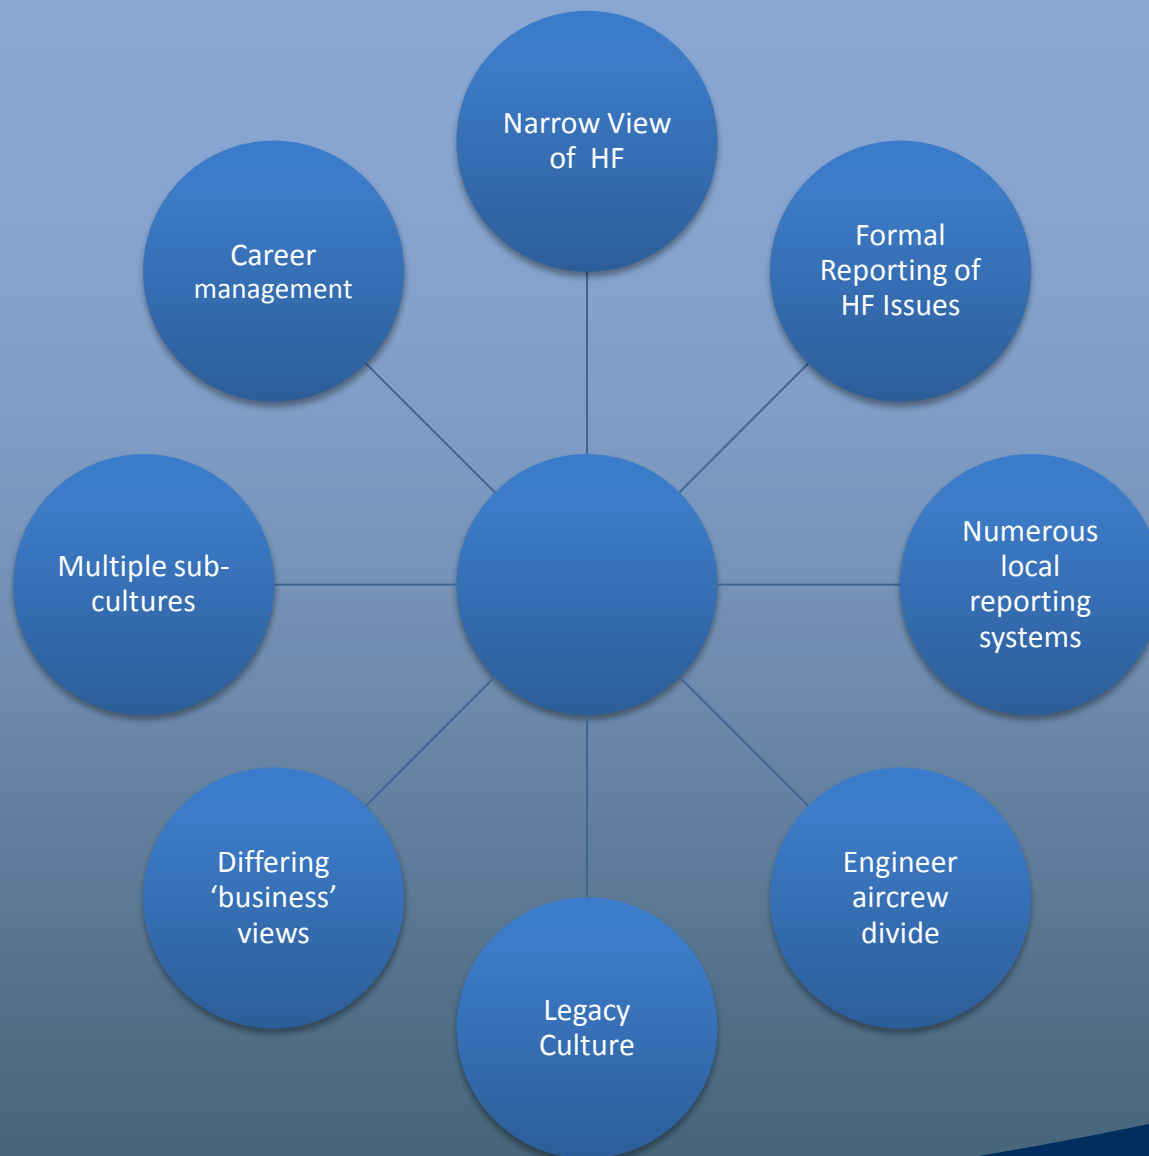 Narrow View
of HF
Formal
Reporting of
HF Issues
Numerous
local
reporting
systems
Engineer
aircrew
divide
Legacy
Culture
Differing
‘business’
views
Multiple sub-
cultures
Career
management